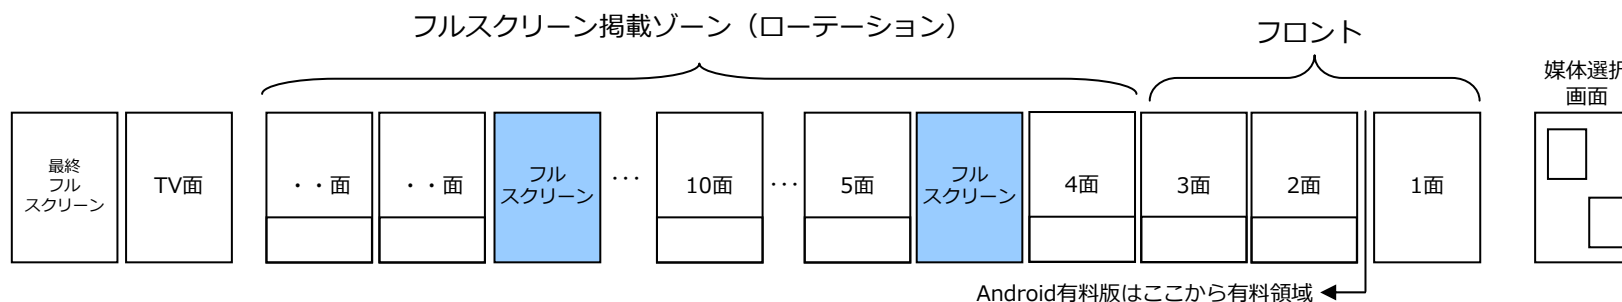 フルスクリーン掲載ゾーン（ローテーション）
フロント
媒体選択
画面
最終
フル
スクリーン
TV面
・・面
・・面
フル
スクリーン
･･･
10面
･･･
5面
フル
スクリーン
4面
3面
2面
1面
Android有料版はここから有料領域